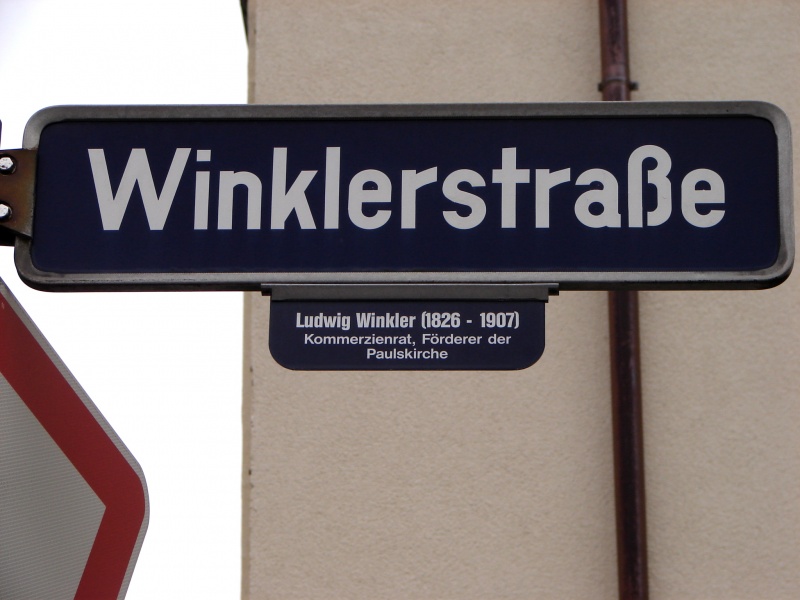 Winklerstraße
Ludwig Winkler (1826 - 1907)
Kommerzienrat, Förderer der
Paulskirche